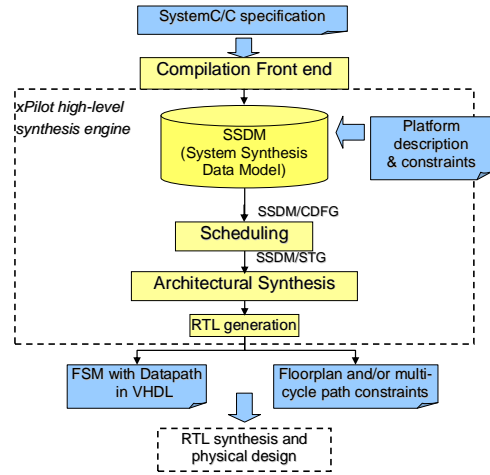 SystemC/C specification
Compilation Front end
xPilot high-level
synthesis engine
SSDM
(System Synthesis
Data Model)
Platform
description
& constraints
SSDM/CDFG
Scheduling
SSDM/STG
Architectural Synthesis
RTL generation
FSM with Datapath
in VHDL
Floorplan and/or multi-
cycle path constraints
RTL synthesis and
physical design